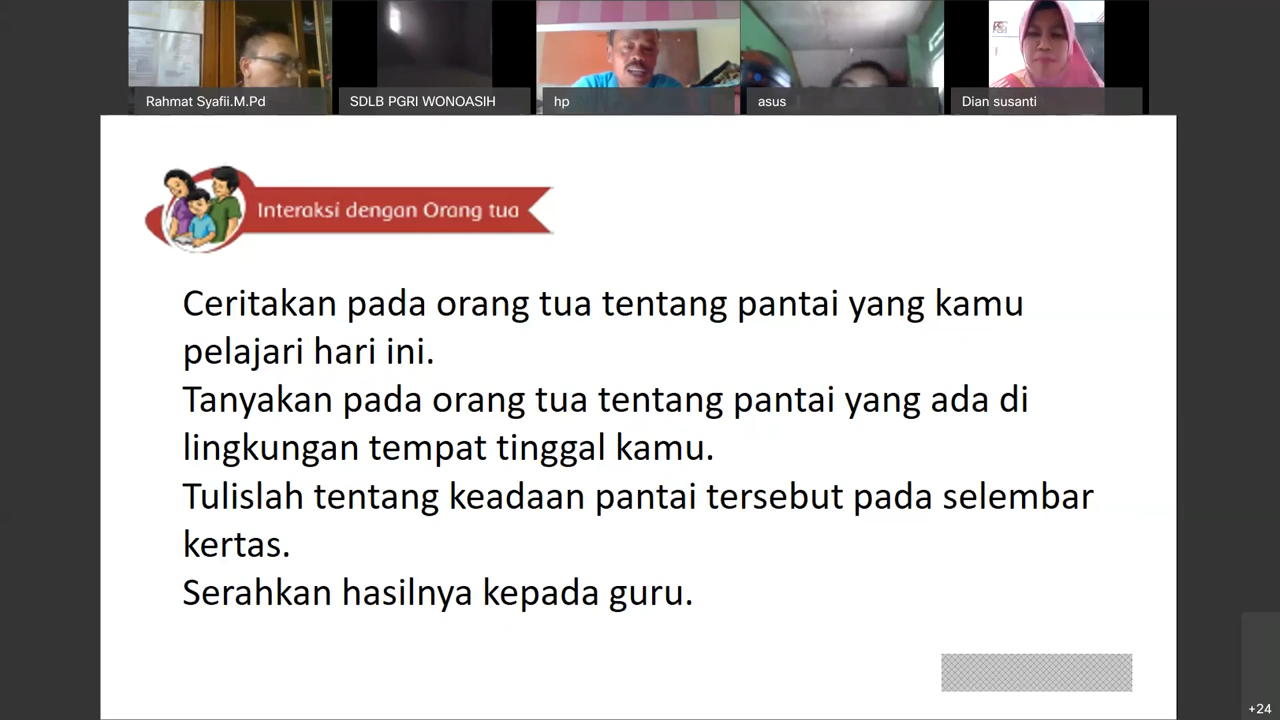 Rahmat Syafii.M.Pd
SDLB PGRI WONOASIH
hp
asus
Dian susanti
Interaksi dengan Orang tua
Ceritakan pada orang tua tentang pantai yang kamu
pelajari hari ini.
Tanyakan pada orang tua tentang pantai yang ada di
lingkungan tempat tinggal kamu.
Tulislah tentang keadaan pantai tersebut pada selembar
kertas.
Serahkan hasilnya kepada guru.
+24